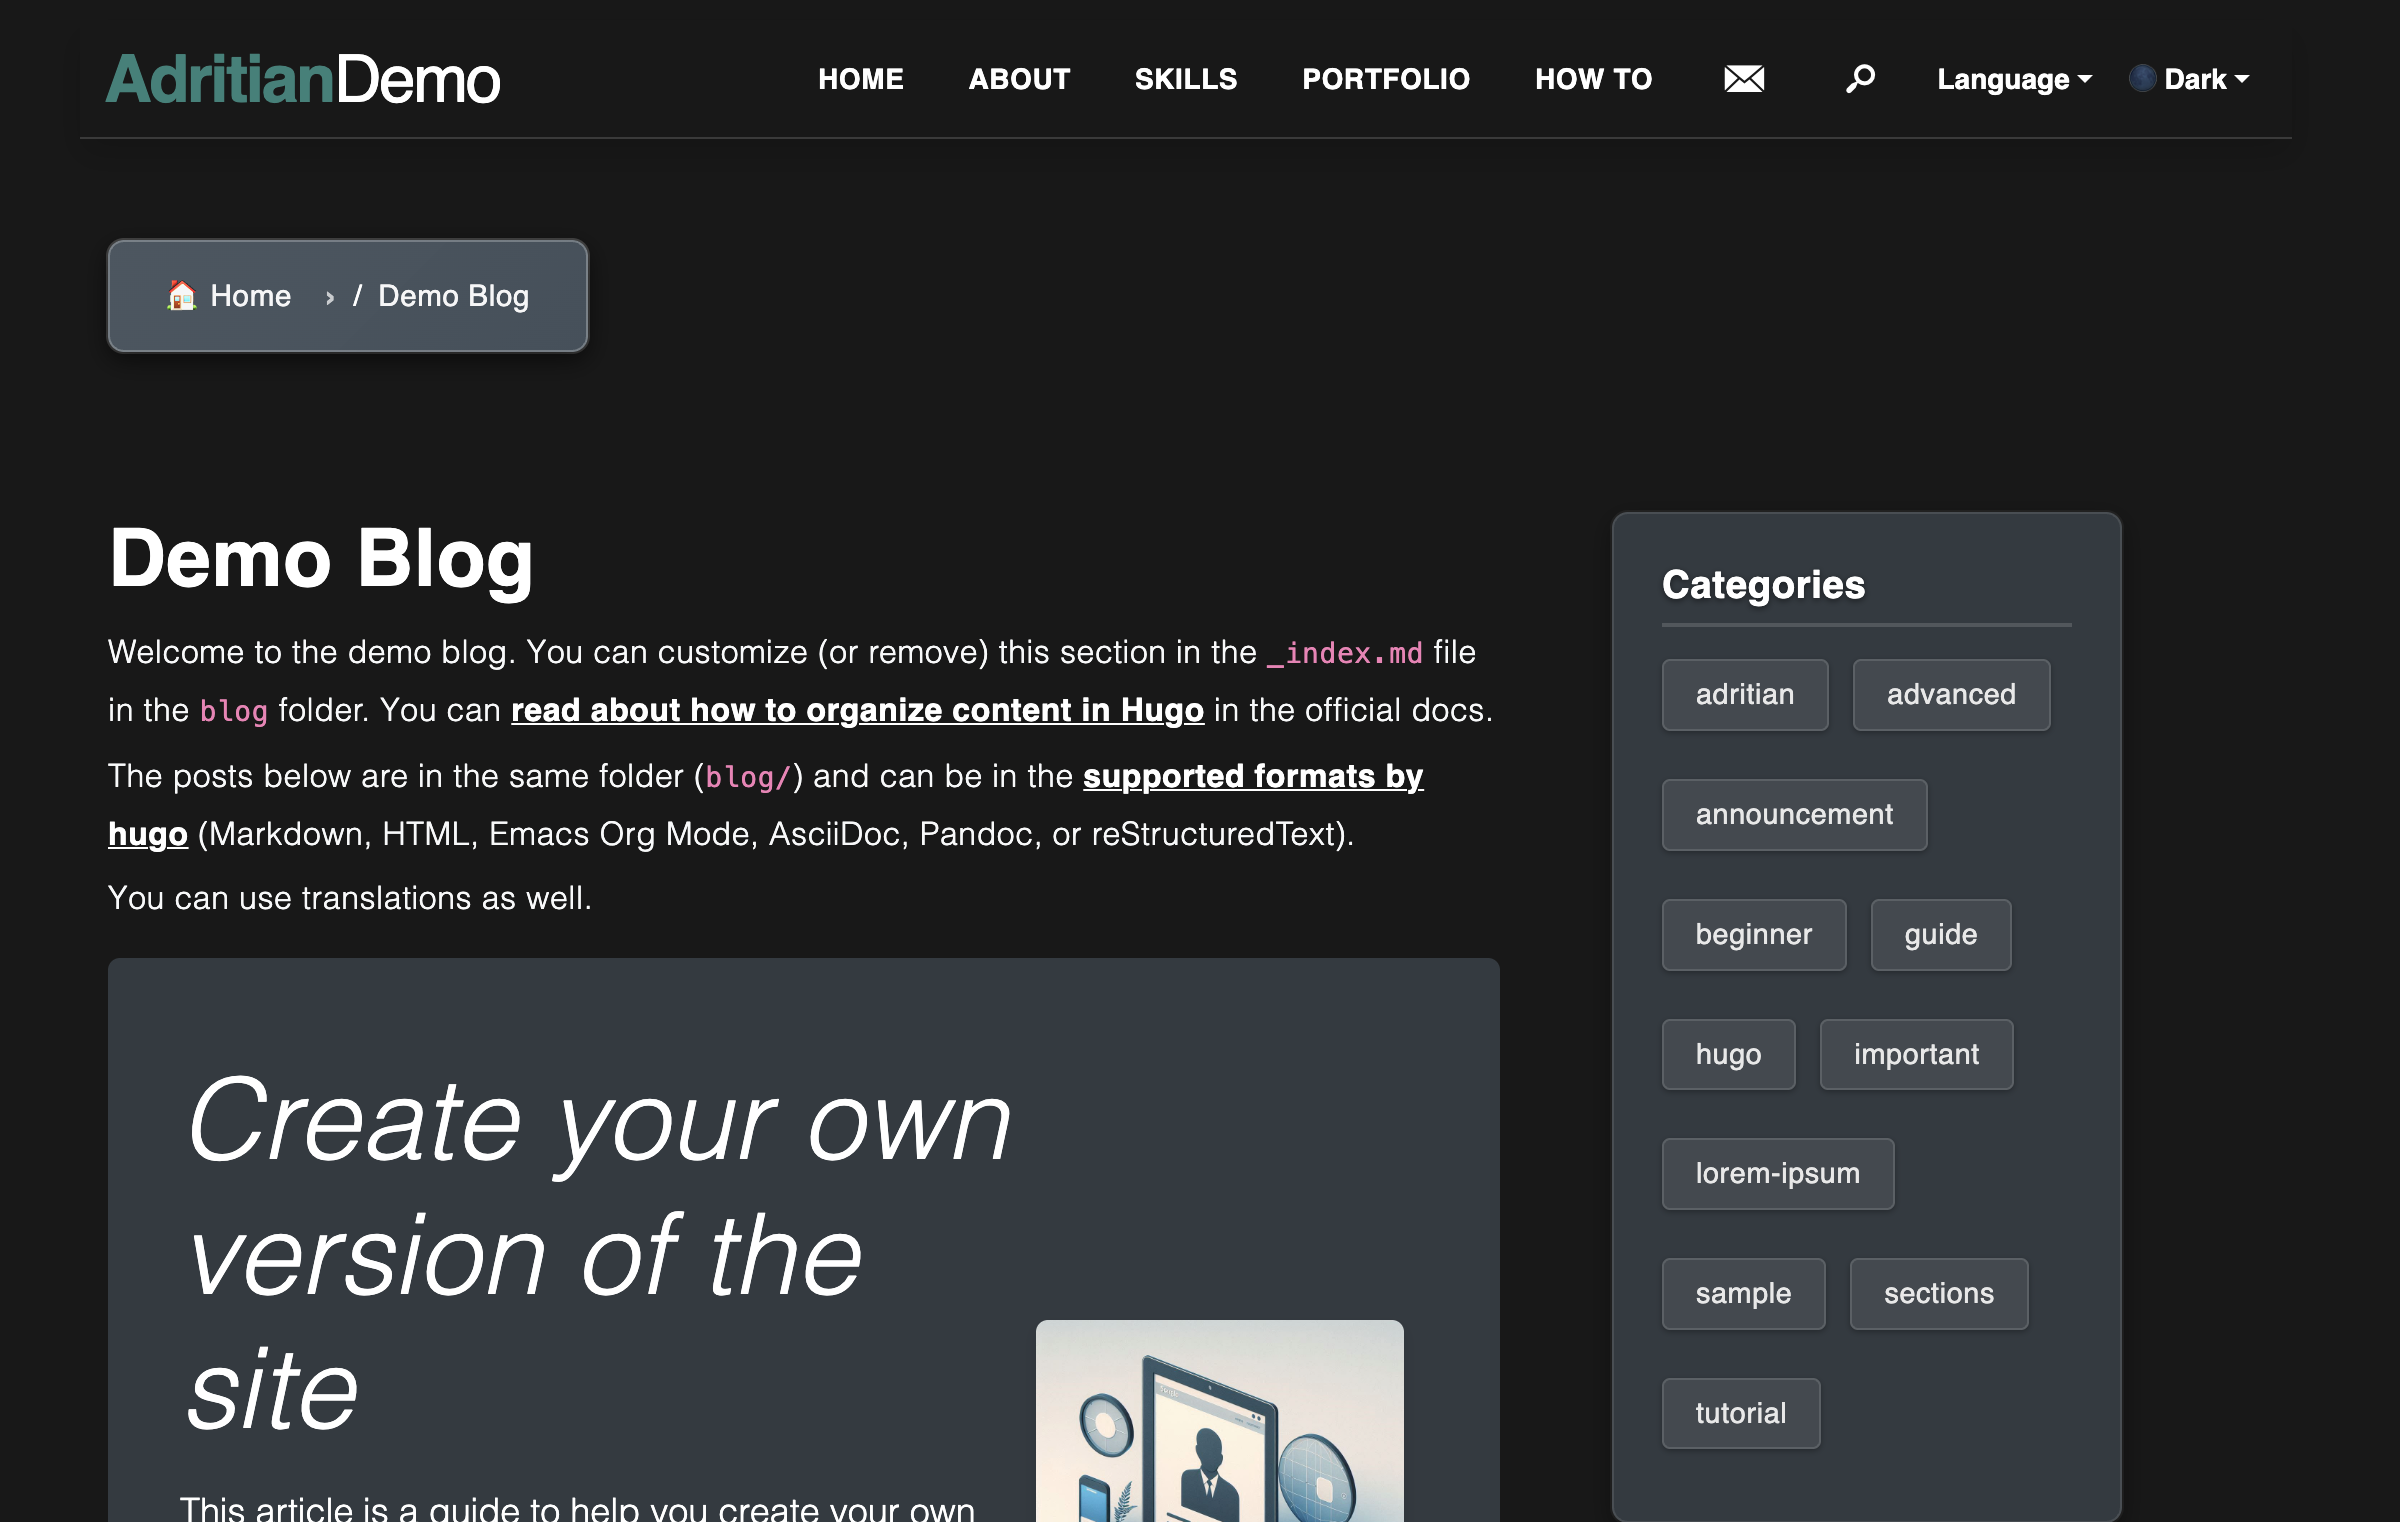 AdritianDemo
HOME ABOUT SKILLS PORTFOLIO HOW TO Language Dark
Home › / Demo Blog
Demo Blog
Welcome to the demo blog. You can customize (or remove) this section in the _index.md file
in the blog folder. You can read about how to organize content in Hugo in the official docs.
The posts below are in the same folder (blog/) and can be in the supported formats by
hugo (Markdown, HTML, Emacs Org Mode, AsciiDoc, Pandoc, or reStructuredText).
You can use translations as well.
Create your own
version of the
site
This article is a guide to help you create your own
Categories
adritian advanced
announcement
beginner guide
hugo important
lorem-ipsum
sample sections
tutorial